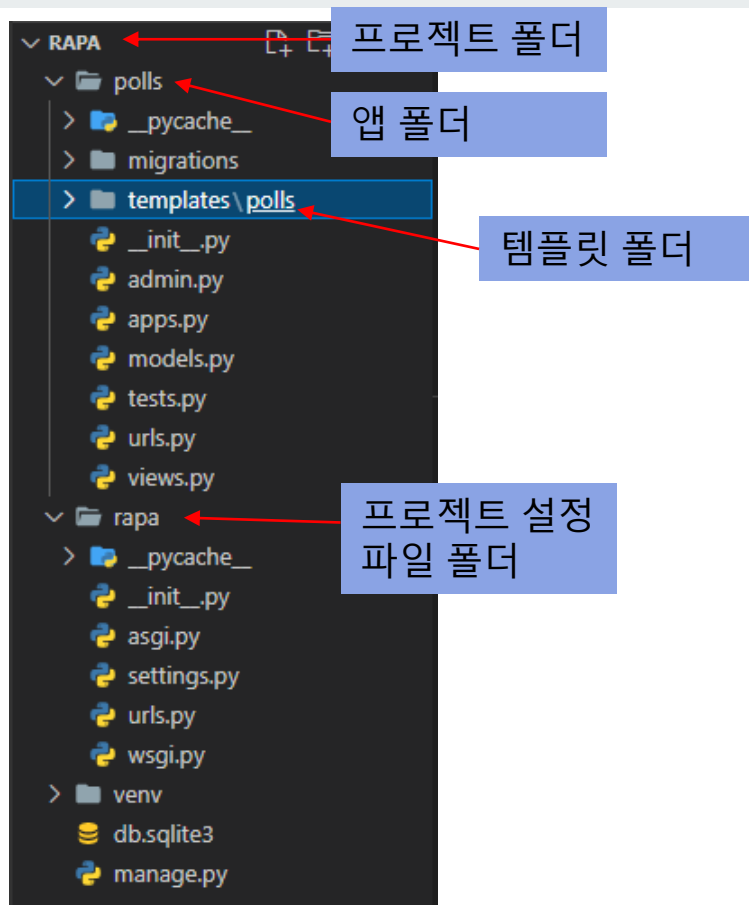 RAPA
프로젝트 폴더
polls
앱 폴더
__pycache__
migrations
templates\polls
템플릿 폴더
__init__.py
admin.py
apps.py
models.py
tests.py
urls.py
views.py
프로젝트 설정
파일 폴더
rapa
__pycache__
__init__.py
asgi.py
settings.py
urls.py
wsgi.py
venv
db.sqlite3
manage.py